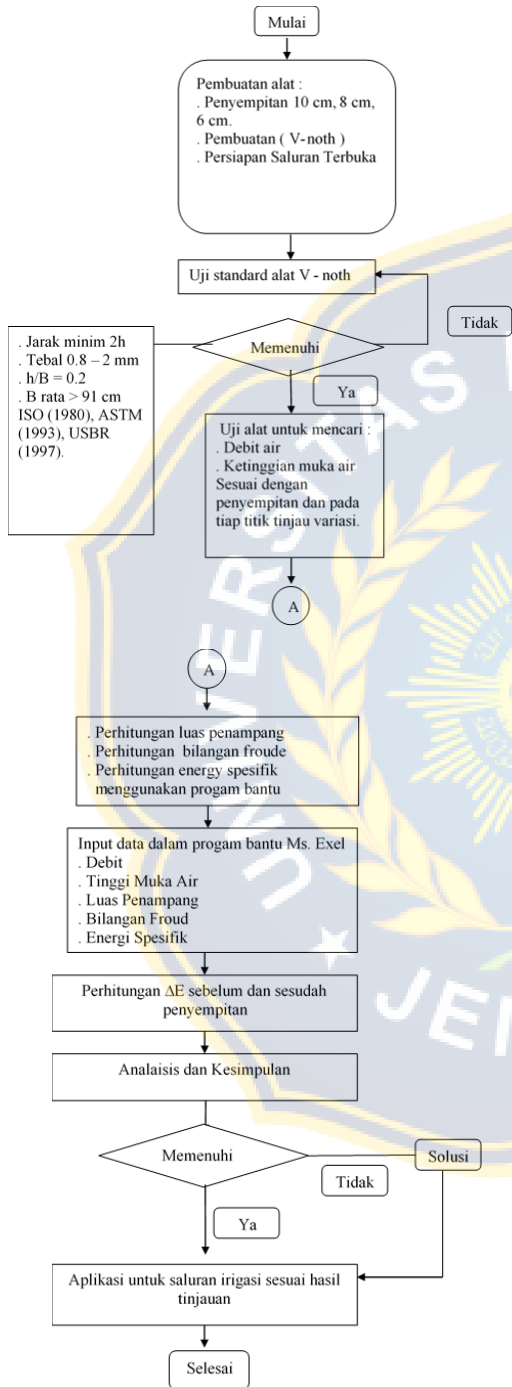 Mulai
Pembuatan alat :
. Penyempitan 10 cm, 8 cm,
6 cm.
. Pembuatan ( V-noth )
. Persiapan Saluran Terbuka
Uji standard alat V - noth
Tidak
. Jarak minim 2h
. Tebal 0.8 – 2 mm
. h/B = 0.2
. B rata > 91 cm
ISO (1980), ASTM
(1993), USBR
(1997).
Memenuhi
Ya
Uji alat untuk mencari :
. Debit air
. Ketinggian muka air
Sesuai dengan
penyempitan dan pada
tiap titik tinjau variasi.
A
A
. Perhitungan luas penampang
. Perhitungan bilangan froude
. Perhitungan energy spesifik
menggunakan progam bantu
Input data dalam progam bantu Ms. Exel
. Debit
. Tinggi Muka Air
. Luas Penampang
. Bilangan Froud
. Energi Spesifik
Perhitungan ΔE sebelum dan sesudah
penyempitan
Analaisis dan Kesimpulan
Memenuhi
Solusi
Tidak
Ya
Aplikasi untuk saluran irigasi sesuai hasil
tinjauan
Selesai
UNIVERSITAS
JEM